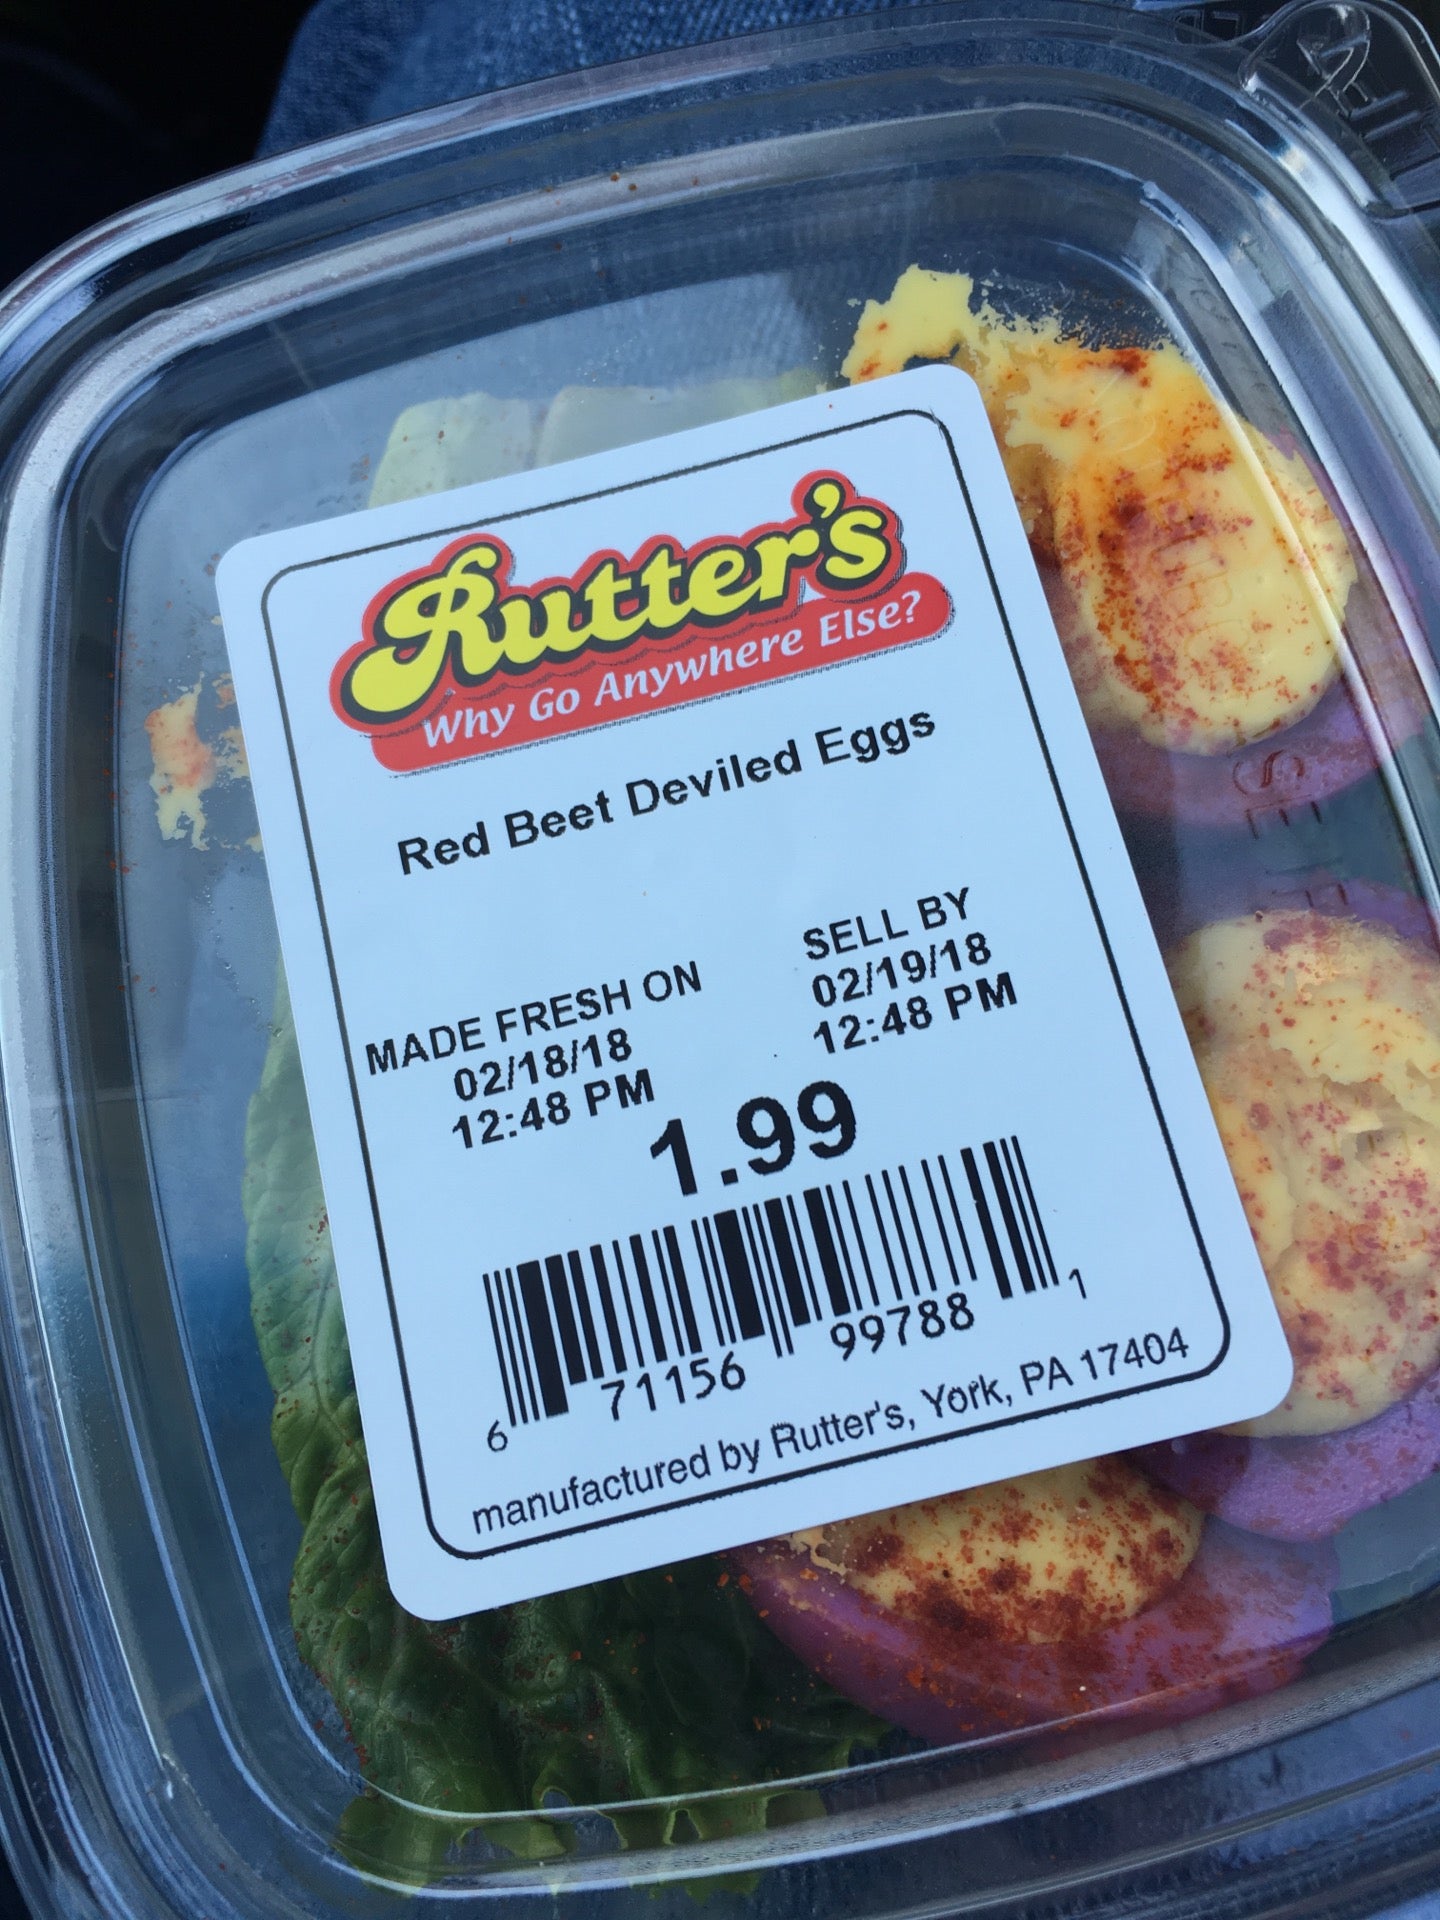 Rutter's
Why Go Anywhere Else?
Red Beet Deviled Eggs
MADE FRESH ON
02/18/18
12:48 PM
SELL BY
02/19/18
12:48 PM
1.99
6 71156 99788 1
manufactured by Rutter's, York, PA 17404